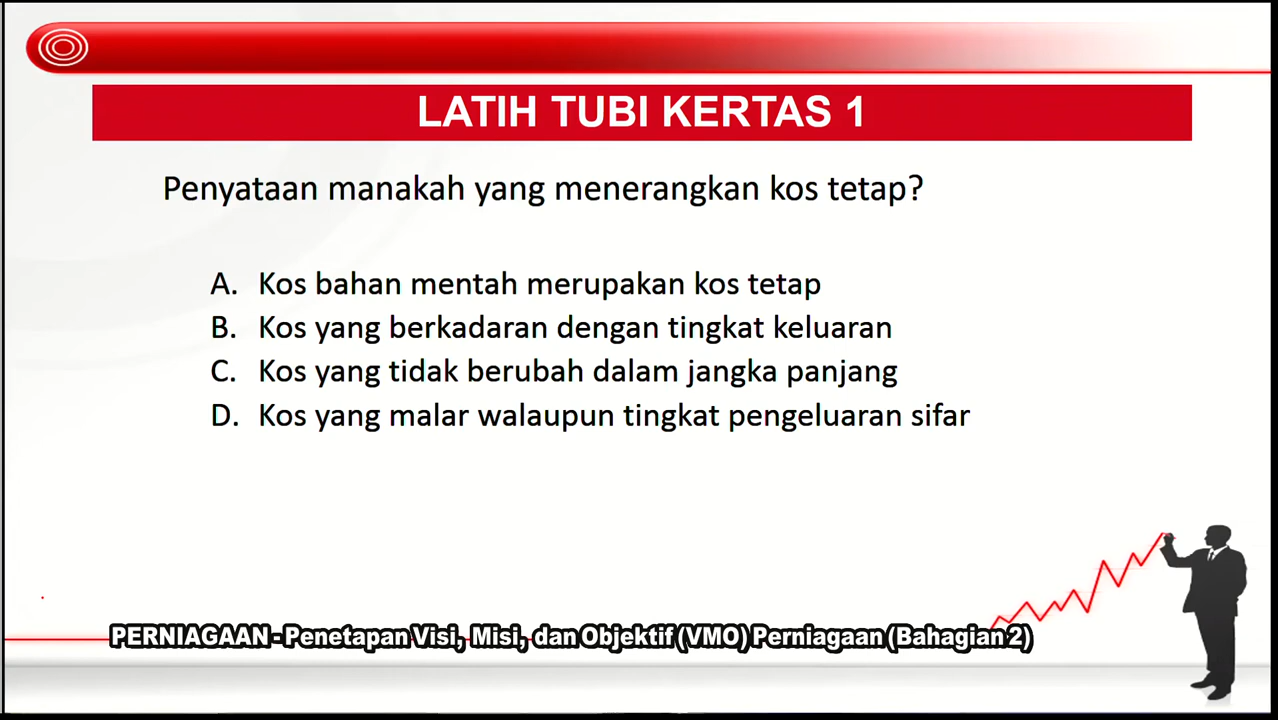 LATIH TUBI KERTAS 1
Penyataan manakah yang menerangkan kos tetap?
A. Kos bahan mentah merupakan kos tetap
B. Kos yang berkadaran dengan tingkat keluaran
C. Kos yang tidak berubah dalam jangka panjang
D. Kos yang malar walaupun tingkat pengeluaran sifar
PERNIAGAAN - Penetapan Visi, Misi, dan Objektif (VMO) Perniagaan (Bahagian 2)